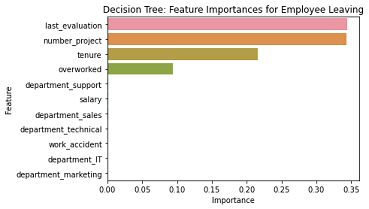 Decision Tree: Feature Importances for Employee Leaving
last_evaluation
number_project
tenure
overworked
department_support
salary
department_sales
department_technical
work_accident
department_IT
department_marketing
Feature
0.00 0.05 0.10 0.15 0.20 0.25 0.30 0.35
Importance